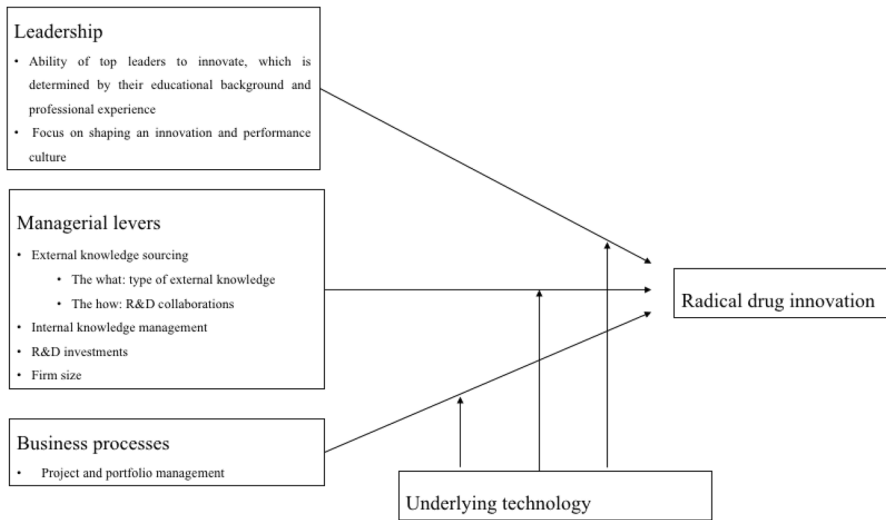 Leadership
• Ability of top leaders to innovate, which is
determined by their educational background and
professional experience
• Focus on shaping an innovation and performance
culture
Managerial levers
• External knowledge sourcing
• The what: type of external knowledge
• The how: R&D collaborations
• Internal knowledge management
• R&D investments
• Firm size
Radical drug innovation
Business processes
• Project and portfolio management
Underlying technology